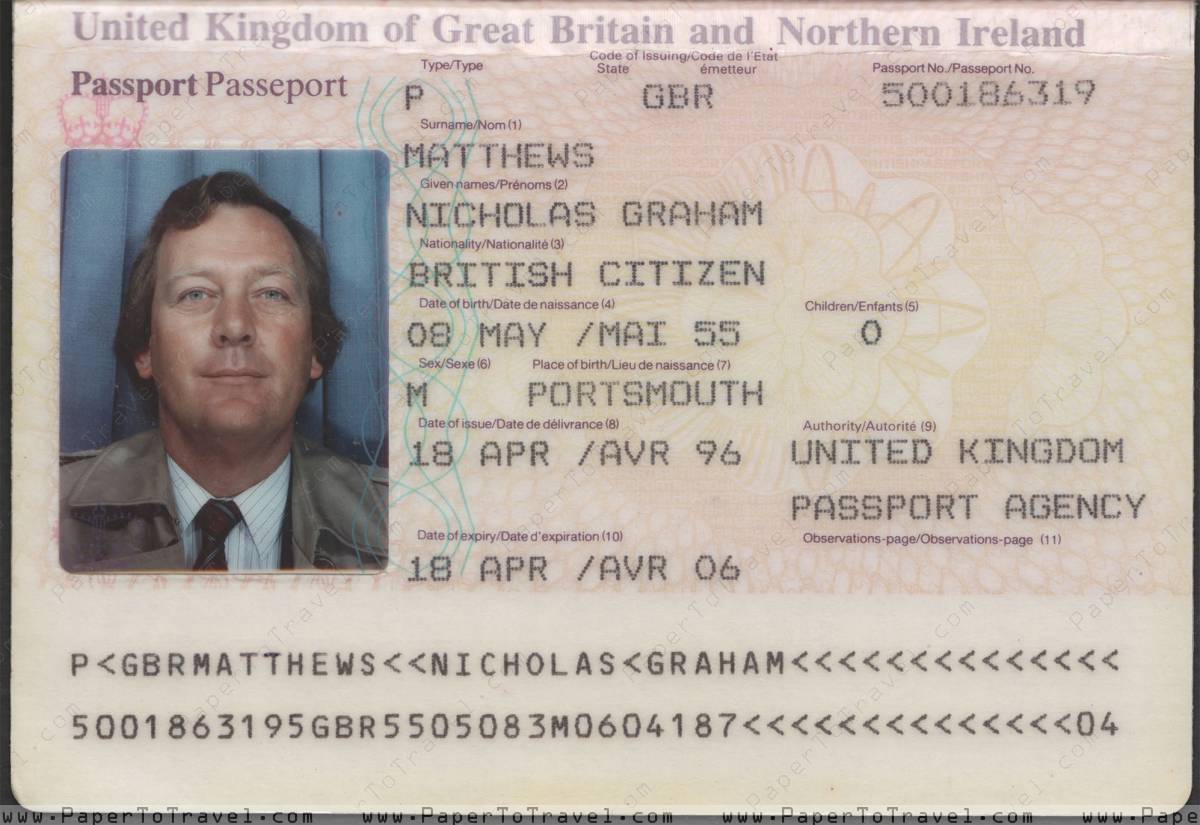 United Kingdom of Great Britain and Northern Ireland
Passport Passeport
Type/Type
Code of Issuing/Code de l'Etat
State émetteur
Passport No./Passeport No.
P
GBR
500186319
Surname/Nom (1)
MATTHEWS
Given names/Prénoms (2)
NICHOLAS GRAHAM
Nationality/Nationalité (3)
BRITISH CITIZEN
Date of birth/Date de naissance (4)
Children/Enfants (5)
08 MAY /MAI 55
0
Sex/Sexe (6)
Place of birth/Lieu de naissance (7)
M
PORTSMOUTH
Date of issue/Date de délivrance (8)
Authority/Autorité (9)
18 APR /AVR 96
UNITED KINGDOM
PASSPORT AGENCY
Date of expiry/Date d'expiration (10)
Observations-page/Observations-page (11)
18 APR /AVR 06
P<GBRMATTHEWS<<NICHOLAS<GRAHAM<<<<<<<<<<<<<<
5001863195GBR5505083M0604187<<<<<<<<<<<<<<04
www.PaperToTravel.com www.PaperToTravel.com www.PaperToTravel.com www.Pape